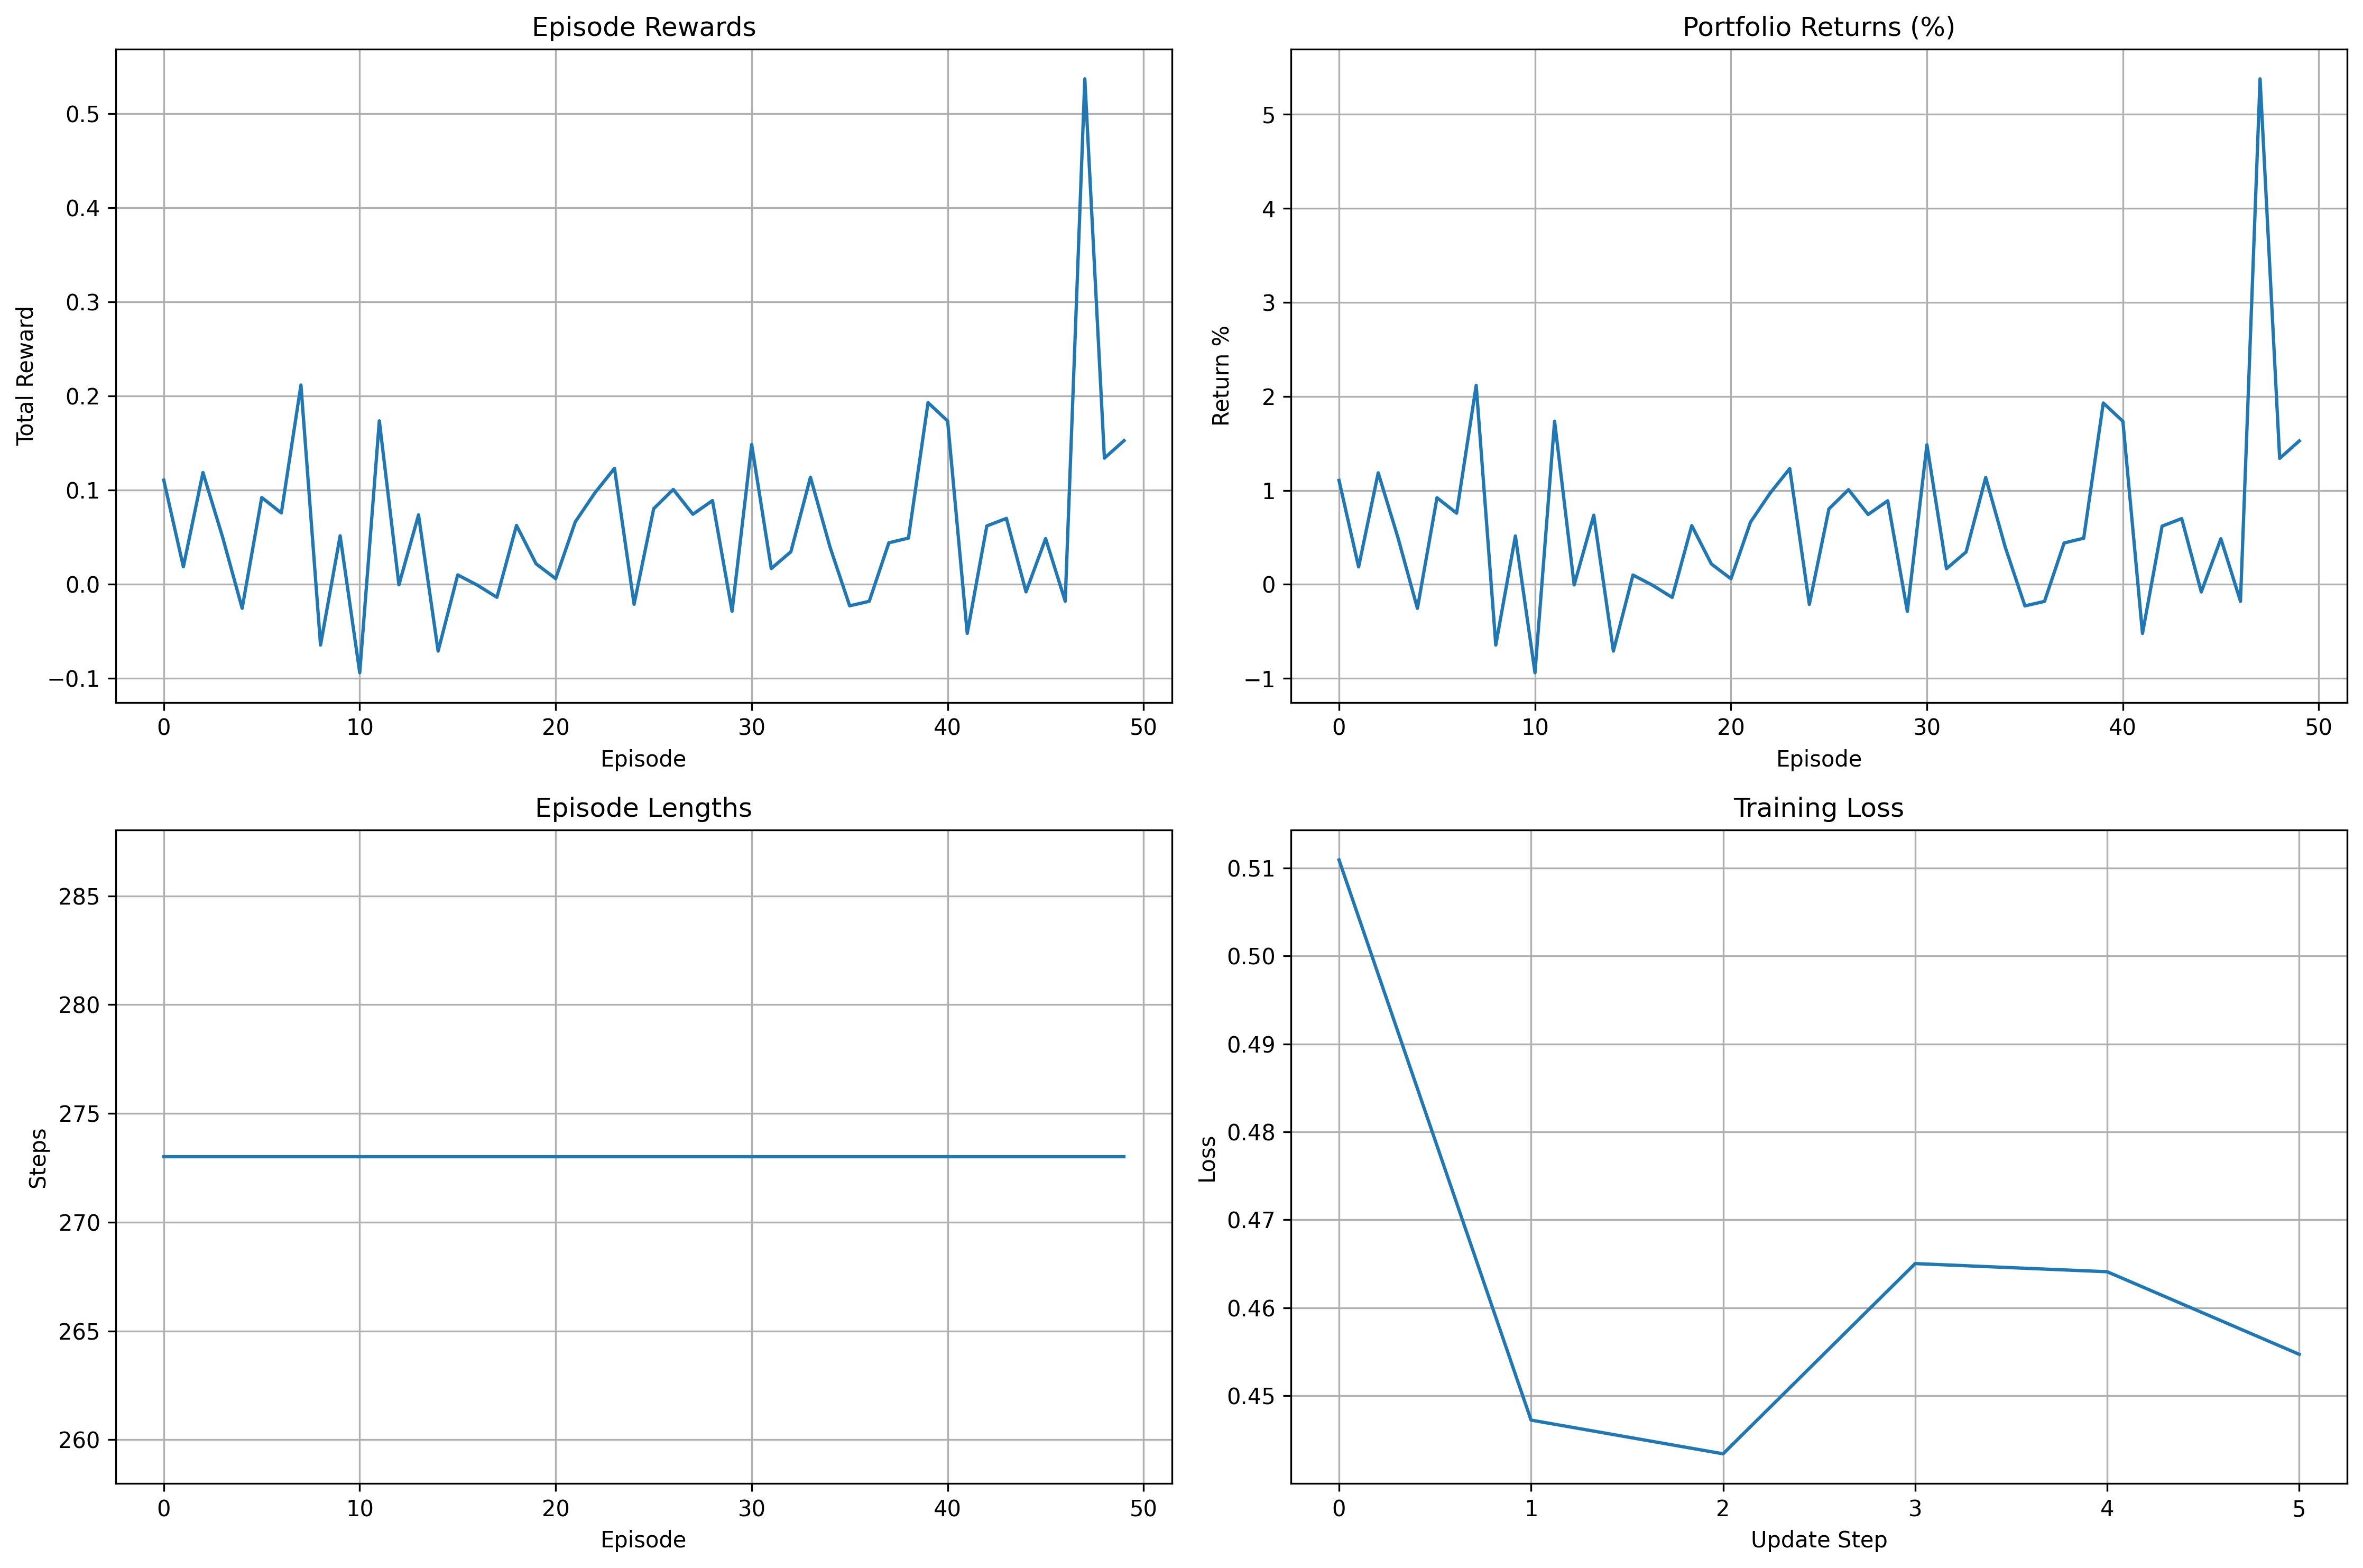 Episode Rewards
Total Reward
0.5
0.4
0.3
0.2
0.1
0.0
−0.1
0 10 20 30 40 50
Episode
Portfolio Returns (%)
Return %
5
4
3
2
1
0
−1
0 10 20 30 40 50
Episode
Episode Lengths
Steps
285
280
275
270
265
260
0 10 20 30 40 50
Episode
Training Loss
Loss
0.51
0.50
0.49
0.48
0.47
0.46
0.45
0 1 2 3 4 5
Update Step